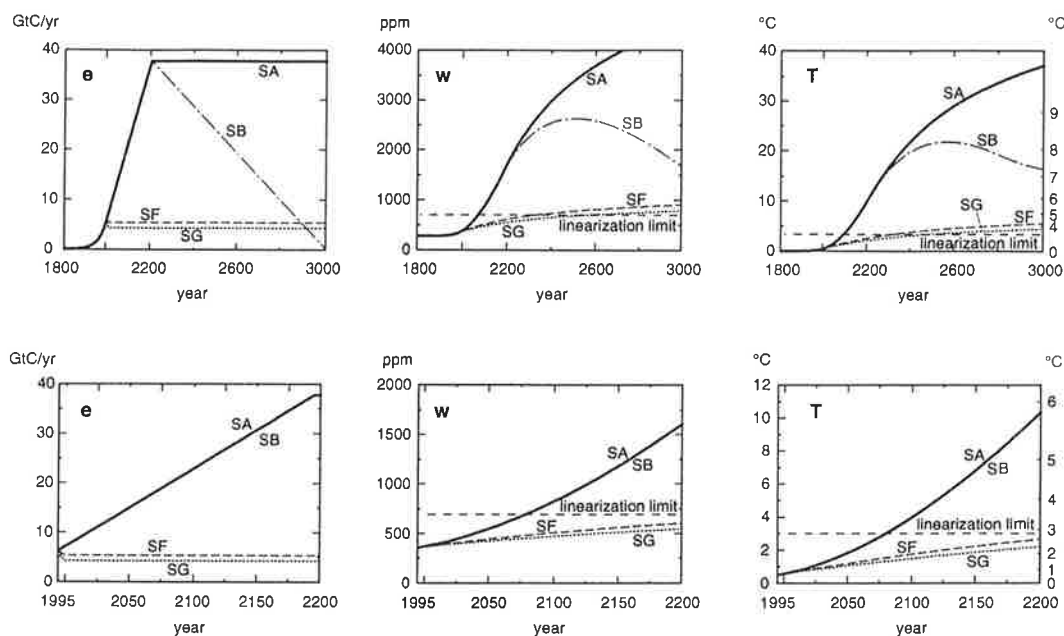 GtC/yr
40
30
20
10
0
e
SA
SB
SF
SG
1800 2200 2600 3000
year
ppm
4000
3000
2000
1000
0
w
SA
SB
SF
SG
linearization limit
1800 2200 2600 3000
year
°C
40
30
20
10
0
T
SA
SB
SG
SF
linearization limit
°C
9
8
7
5
4
0
1800 2200 2600 3000
year
GtC/yr
40
30
20
10
0
e
SA
SB
SF
SG
1995 2050 2100 2150 2200
year
ppm
2000
1500
1000
500
0
w
SA
SB
linearization limit
SF
SG
1995 2050 2100 2150 2200
year
°C
12
10
8
6
4
2
0
T
SA
SB
linearization limit
SF
SG
°C
6
5
4
3
2
1
1995 2050 2100 2150 2200
year